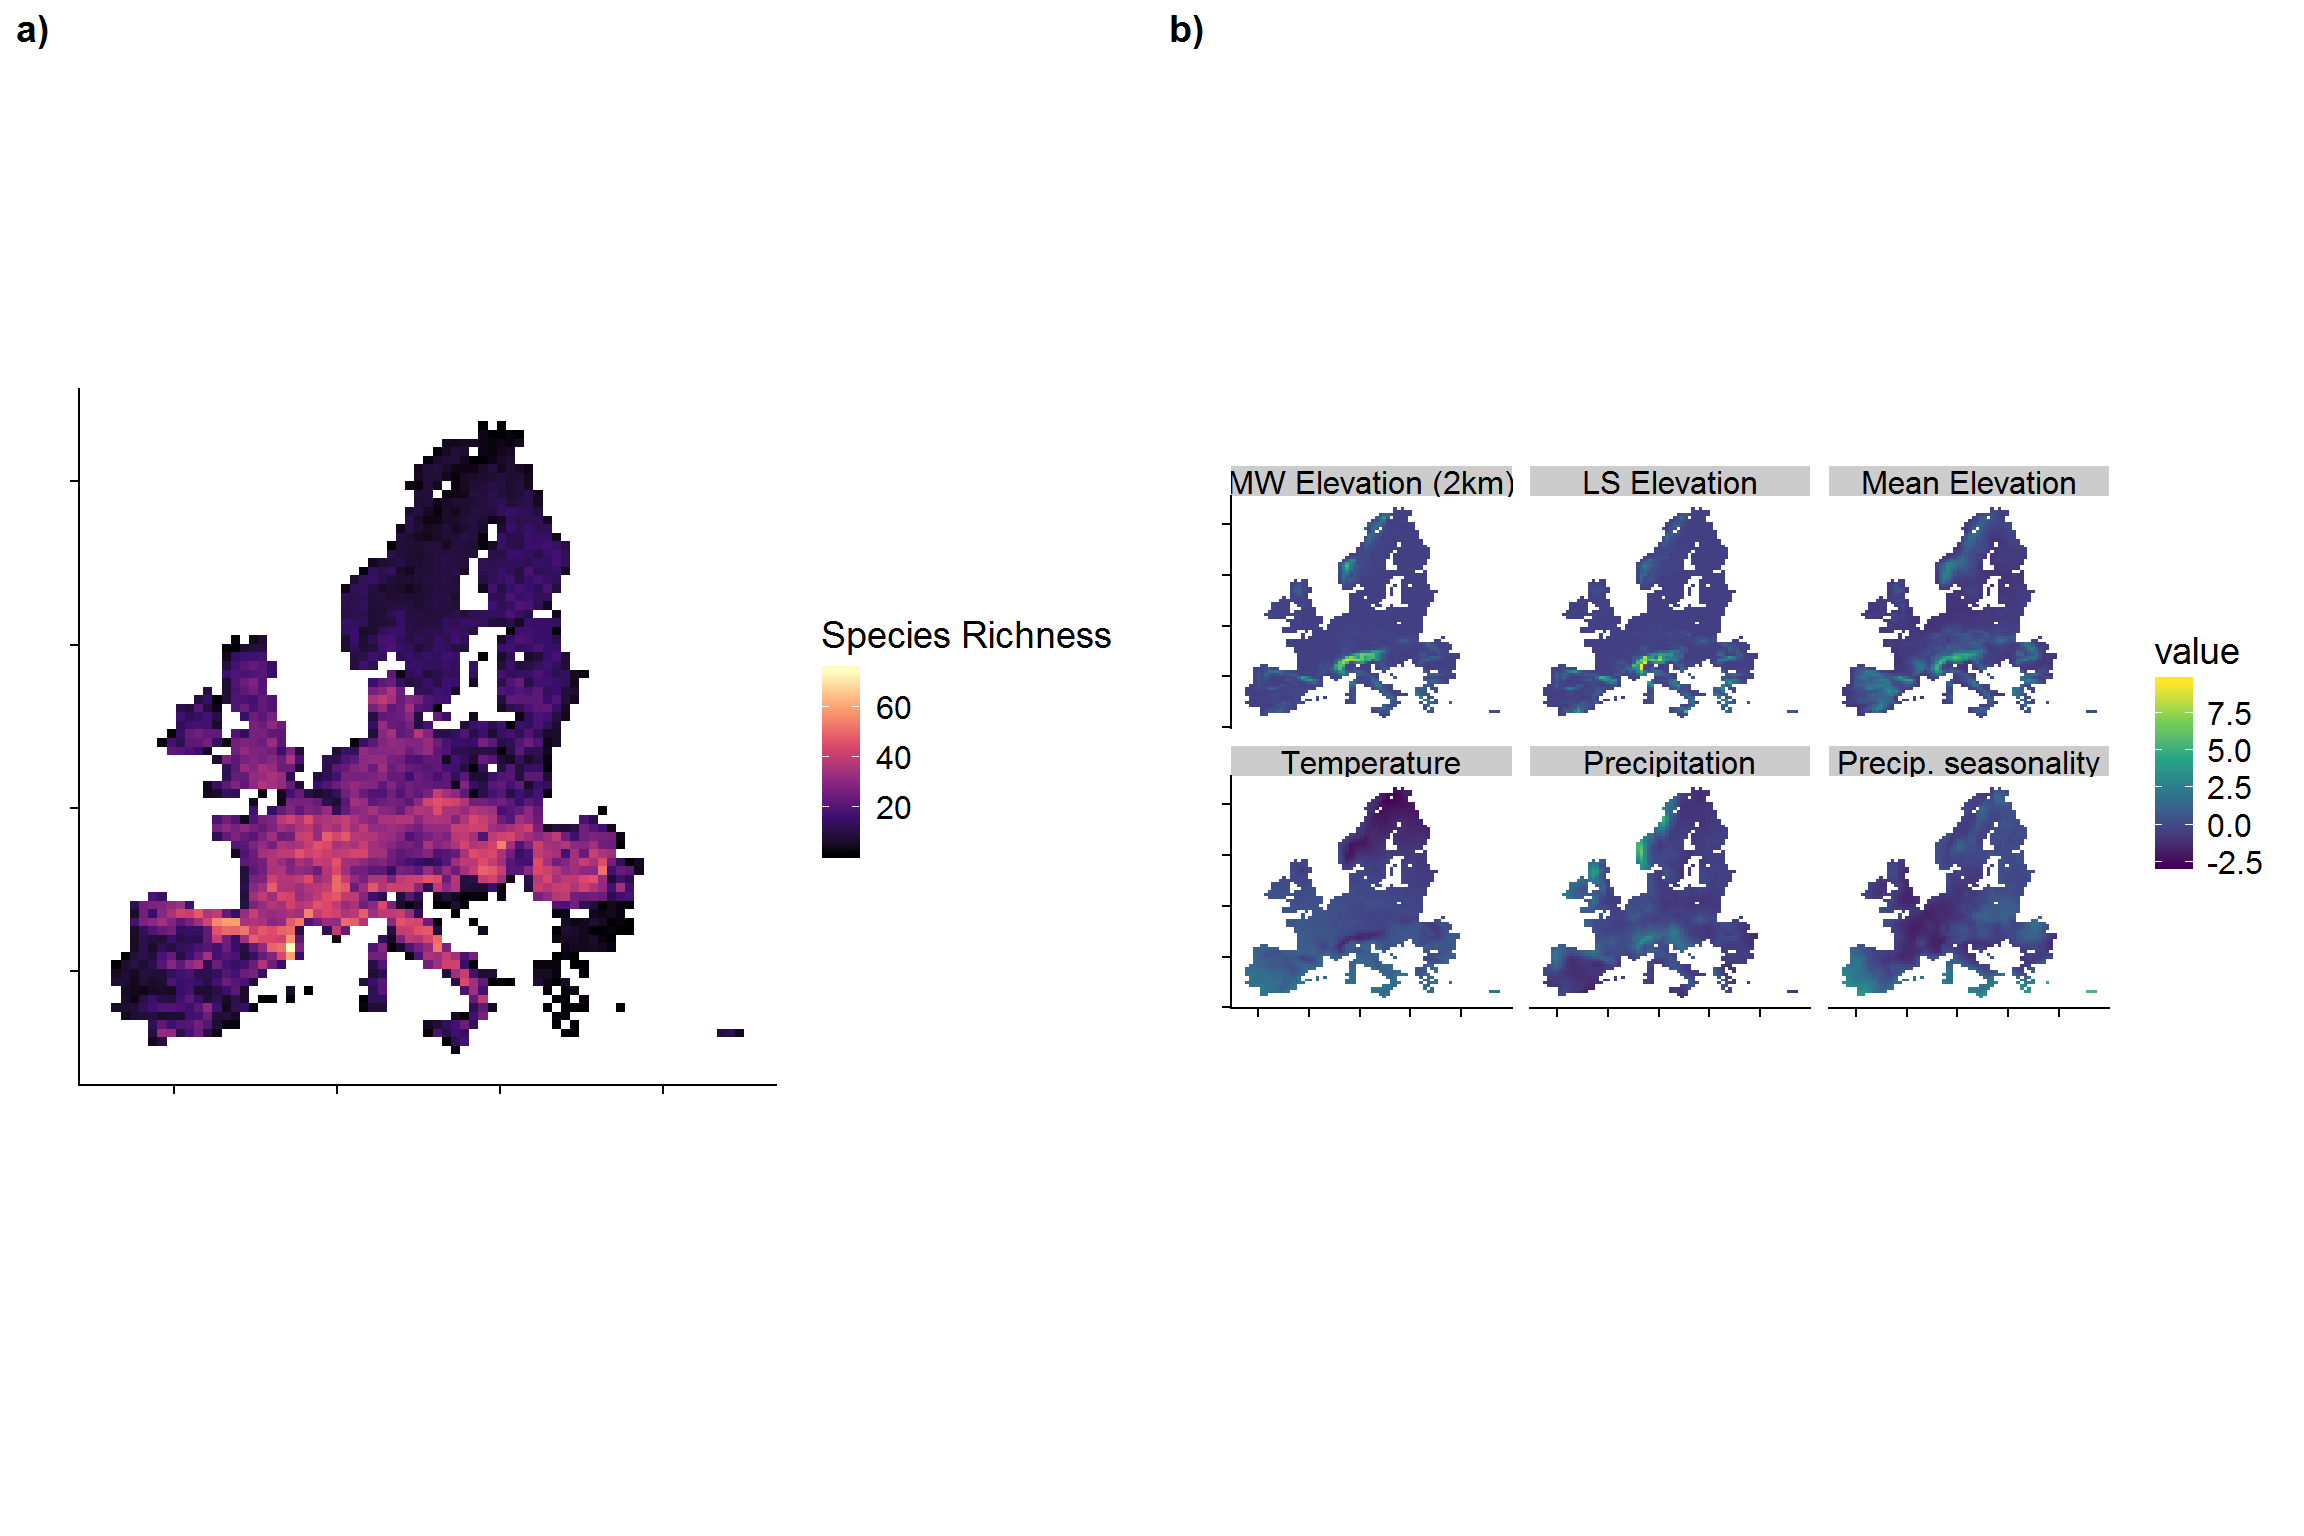 a)
b)
Species Richness
60
40
20
MW Elevation (2km)
LS Elevation
Mean Elevation
Temperature
Precipitation
Precip. seasonality
value
7.5
5.0
2.5
0.0
-2.5